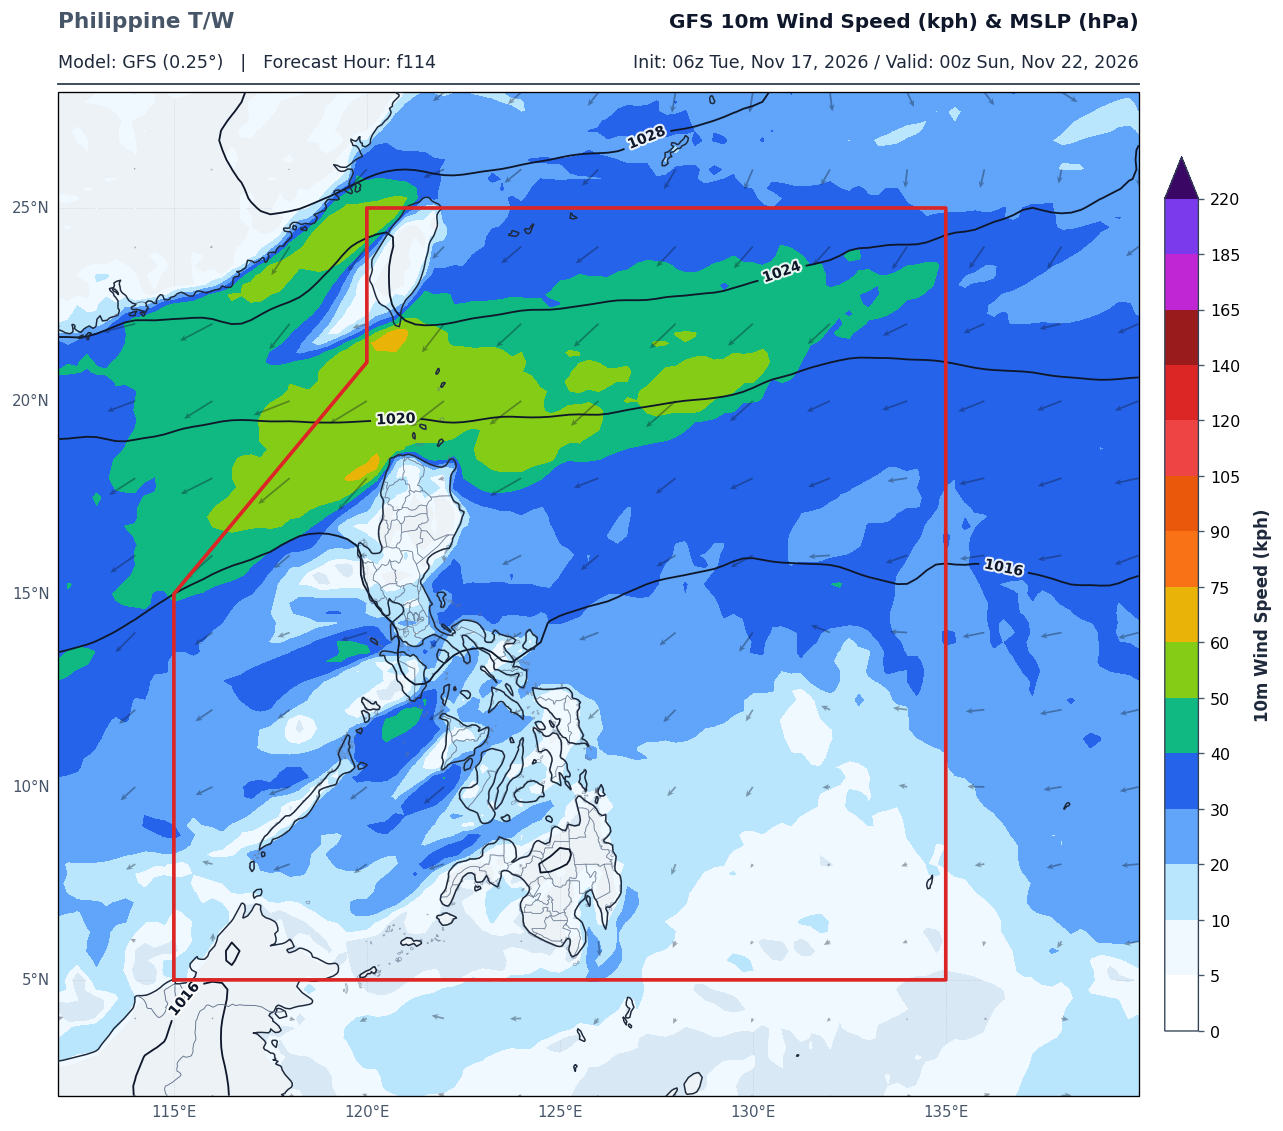 Philippine T/W
GFS 10m Wind Speed (kph) & MSLP (hPa)
Model: GFS (0.25°) | Forecast Hour: f114
Init: 06z Tue, Nov 17, 2026 / Valid: 00z Sun, Nov 22, 2026
1028
1024
1020
1016
1016
25°N
20°N
15°N
10°N
5°N
115°E
120°E
125°E
130°E
135°E
220
185
165
140
120
105
90
75
60
50
40
30
20
10
5
0
10m Wind Speed (kph)